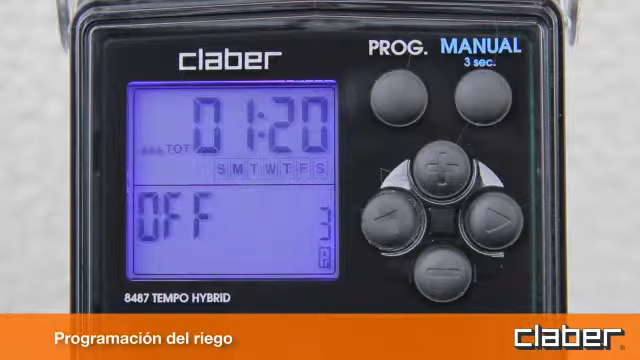 claber
PROG. MANUAL
3 sec.
01:20
TOT
S M T W T F S
OFF
3
P
8487 TEMPO HYBRID
Programación del riego
claber